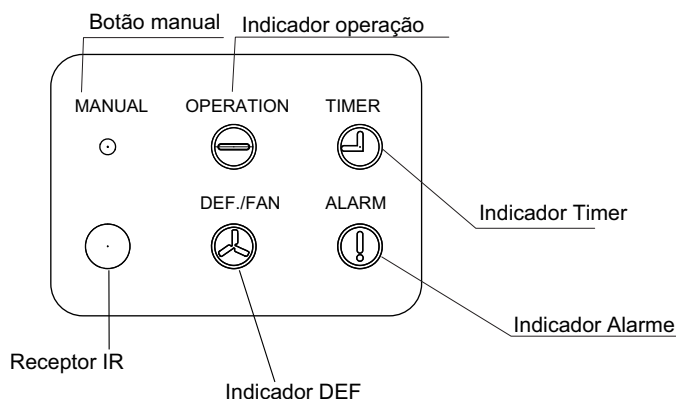 Botão manual
Indicador operação
MANUAL
OPERATION
TIMER
DEF./FAN
ALARM
Indicador Timer
Indicador Alarme
Receptor IR
Indicador DEF